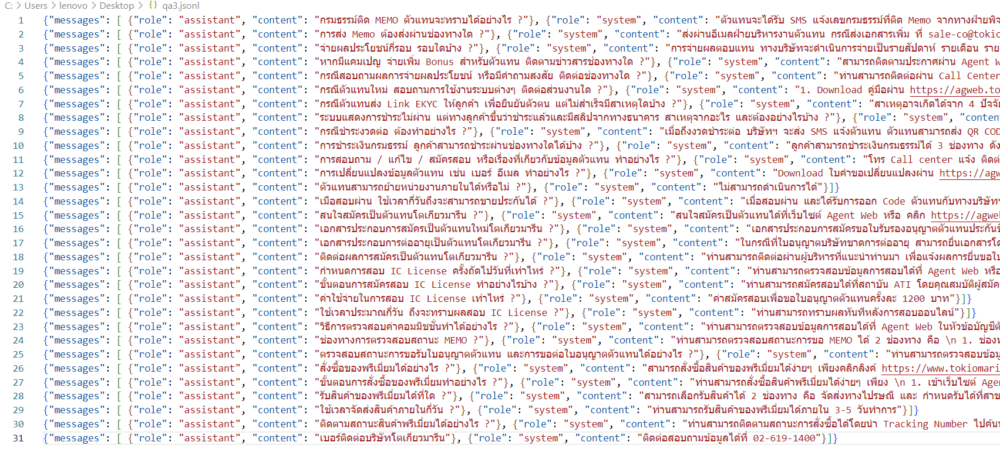 C: > Users > lenovo > Desktop > {} qa3.jsonl
1 {"messages": [ {"role": "assistant", "content": "กรมธรรม์ติด MEMO ตัวแทนจะทราบได้อย่างไร ?"}, {"role": "system", "content": "ตัวแทนจะได้รับ SMS แจ้งเลขกรมธรรม์ที่ติด Memo จากทางฝ่ายพิจ
2 {"messages": [ {"role": "assistant", "content": "การส่ง Memo ต้องส่งผ่านช่องทางใด ?"}, {"role": "system", "content": "ส่งผ่านอีเมลฝ่ายบริหารงานตัวแทน กรณีส่งเอกสารเพิ่ม ที่ sale-co@tokio
3 {"messages": [ {"role": "assistant", "content": "จ่ายผลประโยชน์กี่รอบ รอบใดบ้าง ?"}, {"role": "system", "content": "การจ่ายผลตอบแทน ทางบริษัทจะดำเนินการจ่ายเป็นรายสัปดาห์ รายเดือน ราย
4 {"messages": [ {"role": "assistant", "content": "หากมีแคมเปญ จ่ายเพิ่ม Bonus สำหรับตัวแทน ติดตามข่าวสารช่องทางใด ?"}, {"role": "system", "content": "สามารถติดตามประกาศผ่าน Agent W
5 {"messages": [ {"role": "assistant", "content": "กรณีสอบถามผลการจ่ายผลประโยชน์ หรือมีคำถามสงสัย ติดต่อช่องทางใด ?"}, {"role": "system", "content": "ท่านสามารถติดต่อผ่าน Call Center
6 {"messages": [ {"role": "assistant", "content": "กรณีตัวแทนใหม่ สอบถามการใช้งานระบบต่างๆ ติดต่อส่วนงานใด ?"}, {"role": "system", "content": "1. Download คู่มือผ่าน https://agweb.to
7 {"messages": [ {"role": "assistant", "content": "กรณีตัวแทนส่ง Link EKYC ให้ลูกค้า เพื่อยืนยันตัวตน แต่ไม่สำเร็จมีสาเหตุใดบ้าง ?"}, {"role": "system", "content": "สาเหตุอาจเกิดได้จาก 4 ปัจจัย
8 {"messages": [ {"role": "assistant", "content": "ระบบแสดงการชำระไม่ผ่าน แต่ทางลูกค้าขึ้นว่าชำระแล้วและมีสลิปจากทางธนาคาร สาเหตุจากอะไร และต้องอย่างไรบ้าง ?"}, {"role": "system", "conten
9 {"messages": [ {"role": "assistant", "content": "กรณีชำระงวดต่อ ต้องทำอย่างไร ?"}, {"role": "system", "content": "เมื่อถึงงวดชำระต่อ บริษัทฯ จะส่ง SMS แจ้งตัวแทน ตัวแทนสามารถส่ง QR COD
10 {"messages": [ {"role": "assistant", "content": "การชำระเงินกรมธรรม์ ลูกค้าสามารถชำระผ่านช่องทางใดได้บ้าง ?"}, {"role": "system", "content": "ลูกค้าสามารถชำระเงินกรมธรรม์ได้ 3 ช่องทาง ดัง
11 {"messages": [ {"role": "assistant", "content": "การสอบถาม / แก้ไข / สมัครสอบ หรือเรื่องที่เกี่ยวกับข้อมูลตัวแทน ทำอย่างไร ?"}, {"role": "system", "content": "โทร Call center แจ้ง ติดต่
12 {"messages": [ {"role": "assistant", "content": "การเปลี่ยนแปลงข้อมูลตัวแทน เช่น เบอร์ อีเมล ทำอย่างไร ?"}, {"role": "system", "content": "Download ใบคำขอเปลี่ยนแปลงผ่าน https://agw
13 {"messages": [ {"role": "assistant", "content": "ตัวแทนสามารถย้ายหน่วยงานภายในได้หรือไม่ ?"}, {"role": "system", "content": "ไม่สามารถดำเนินการได้"}]}
14 {"messages": [ {"role": "assistant", "content": "เมื่อสอบผ่าน ใช้เวลากี่วันถึงจะสามารถขายประกันได้ ?"}, {"role": "system", "content": "เมื่อสอบผ่าน และได้รับการออก Code ตัวแทนกับทางบริษัทฯ
15 {"messages": [ {"role": "assistant", "content": "สนใจสมัครเป็นตัวแทนโตเกียวมารีน ?"}, {"role": "system", "content": "สนใจสมัครเป็นตัวแทนได้ที่เว็บไซต์ Agent Web หรือ คลิก https://agwe
16 {"messages": [ {"role": "assistant", "content": "เอกสารประกอบการสมัครเป็นตัวแทนใหม่โตเกียวมารีน ?"}, {"role": "system", "content": "เอกสารประกอบการสมัครขอใบรับรองอนุญาตตัวแทนประกันชี
17 {"messages": [ {"role": "assistant", "content": "เอกสารประกอบการต่ออายุเป็นตัวแทนโตเกียวมารีน ?"}, {"role": "system", "content": "ในกรณีที่ใบอนุญาตบริษัทขาดการต่ออายุ สามารถยื่นเอกสารโด
18 {"messages": [ {"role": "assistant", "content": "ติดต่อผลการสมัครเป็นตัวแทนโตเกียวมารีน ?"}, {"role": "system", "content": "ท่านสามารถติดต่อผ่านผู้บริหารที่แนะนำท่านมา เพื่อแจ้งผลการยื่นขอใบ
19 {"messages": [ {"role": "assistant", "content": "กำหนดการสอบ IC License ครั้งถัดไปวันที่เท่าไหร่ ?"}, {"role": "system", "content": "ท่านสามารถตรวจสอบข้อมูลการสอบได้ที่ Agent Web หรือ
20 {"messages": [ {"role": "assistant", "content": "ขั้นตอนการสมัครสอบ IC License ทำอย่างไรบ้าง ?"}, {"role": "system", "content": "ท่านสามารถสมัครสอบได้ที่สถาบัน ATI โดยคุณสมบัติผู้สมัคร
21 {"messages": [ {"role": "assistant", "content": "ค่าใช้จ่ายในการสอบ IC License เท่าไหร่ ?"}, {"role": "system", "content": "ค่าสมัครสอบเพื่อขอใบอนุญาตตัวแทนครั้งละ 1200 บาท"}]}
22 {"messages": [ {"role": "assistant", "content": "ใช้เวลาประมาณกี่วัน ถึงจะทราบผลสอบ IC License ?"}, {"role": "system", "content": "ท่านสามารถทราบผลทันทีหลังการสอบออนไลน์"}]}
23 {"messages": [ {"role": "assistant", "content": "วิธีการตรวจสอบค่าคอมมิชชั่นทำได้อย่างไร ?"}, {"role": "system", "content": "ท่านสามารถตรวจสอบข้อมูลการสอบได้ที่ Agent Web ในหัวข้อบัญชีตั
24 {"messages": [ {"role": "assistant", "content": "ช่องทางการตรวจสอบสถานะ MEMO ?"}, {"role": "system", "content": "ท่านสามารถตรวจสอบสถานะการขอ MEMO ได้ 2 ช่องทาง คือ \n 1. ช่องท
25 {"messages": [ {"role": "assistant", "content": "ตรวจสอบสถานะการขอรับใบอนุญาตตัวแทน และการขอต่อใบอนุญาตตัวแทนได้อย่างไร ?"}, {"role": "system", "content": "ท่านสามารถตรวจสอบข้อมู
26 {"messages": [ {"role": "assistant", "content": "สั่งซื้อของพรีเมี่ยมได้อย่างไร ?"}, {"role": "system", "content": "สามารถสั่งซื้อสินค้าของพรีเมี่ยมได้ง่ายๆ เพียงคลิกลิงค์ https://www.tokiomari
27 {"messages": [ {"role": "assistant", "content": "ขั้นตอนการสั่งซื้อของพรีเมี่ยมทำอย่างไร ?"}, {"role": "system", "content": "ท่านสามารถสั่งซื้อสินค้าพรีเมี่ยมได้ง่ายๆ เพียง \n 1. เข้าเว็บไซต์ Agen
28 {"messages": [ {"role": "assistant", "content": "รับสินค้าของพรีเมี่ยมได้ที่ใด ?"}, {"role": "system", "content": "สามารถเลือกรับสินค้าได้ 2 ช่องทาง คือ จัดส่งทางไปรษณี และ กำหนดรับได้ที่สาข
29 {"messages": [ {"role": "assistant", "content": "ใช้เวลาจัดส่งสินค้าภายในกี่วัน ?"}, {"role": "system", "content": "ท่านสามารถรับสินค้าของพรีเมี่ยมได้ภายใน 3-5 วันทำการ"}]}
30 {"messages": [ {"role": "assistant", "content": "ติดตามสถานะสินค้าพรีเมี่ยมได้อย่างไร ?"}, {"role": "system", "content": "ท่านสามารถติดตามสถานะการสั่งซื้อได้โดยนำ Tracking Number ไปค้นห
31 {"messages": [ {"role": "assistant", "content": "เบอร์ติดต่อบริษัทโตเกียวมารีน"}, {"role": "system", "content": "ติดต่อสอบถามข้อมูลได้ที่ 02-619-1400"}]}